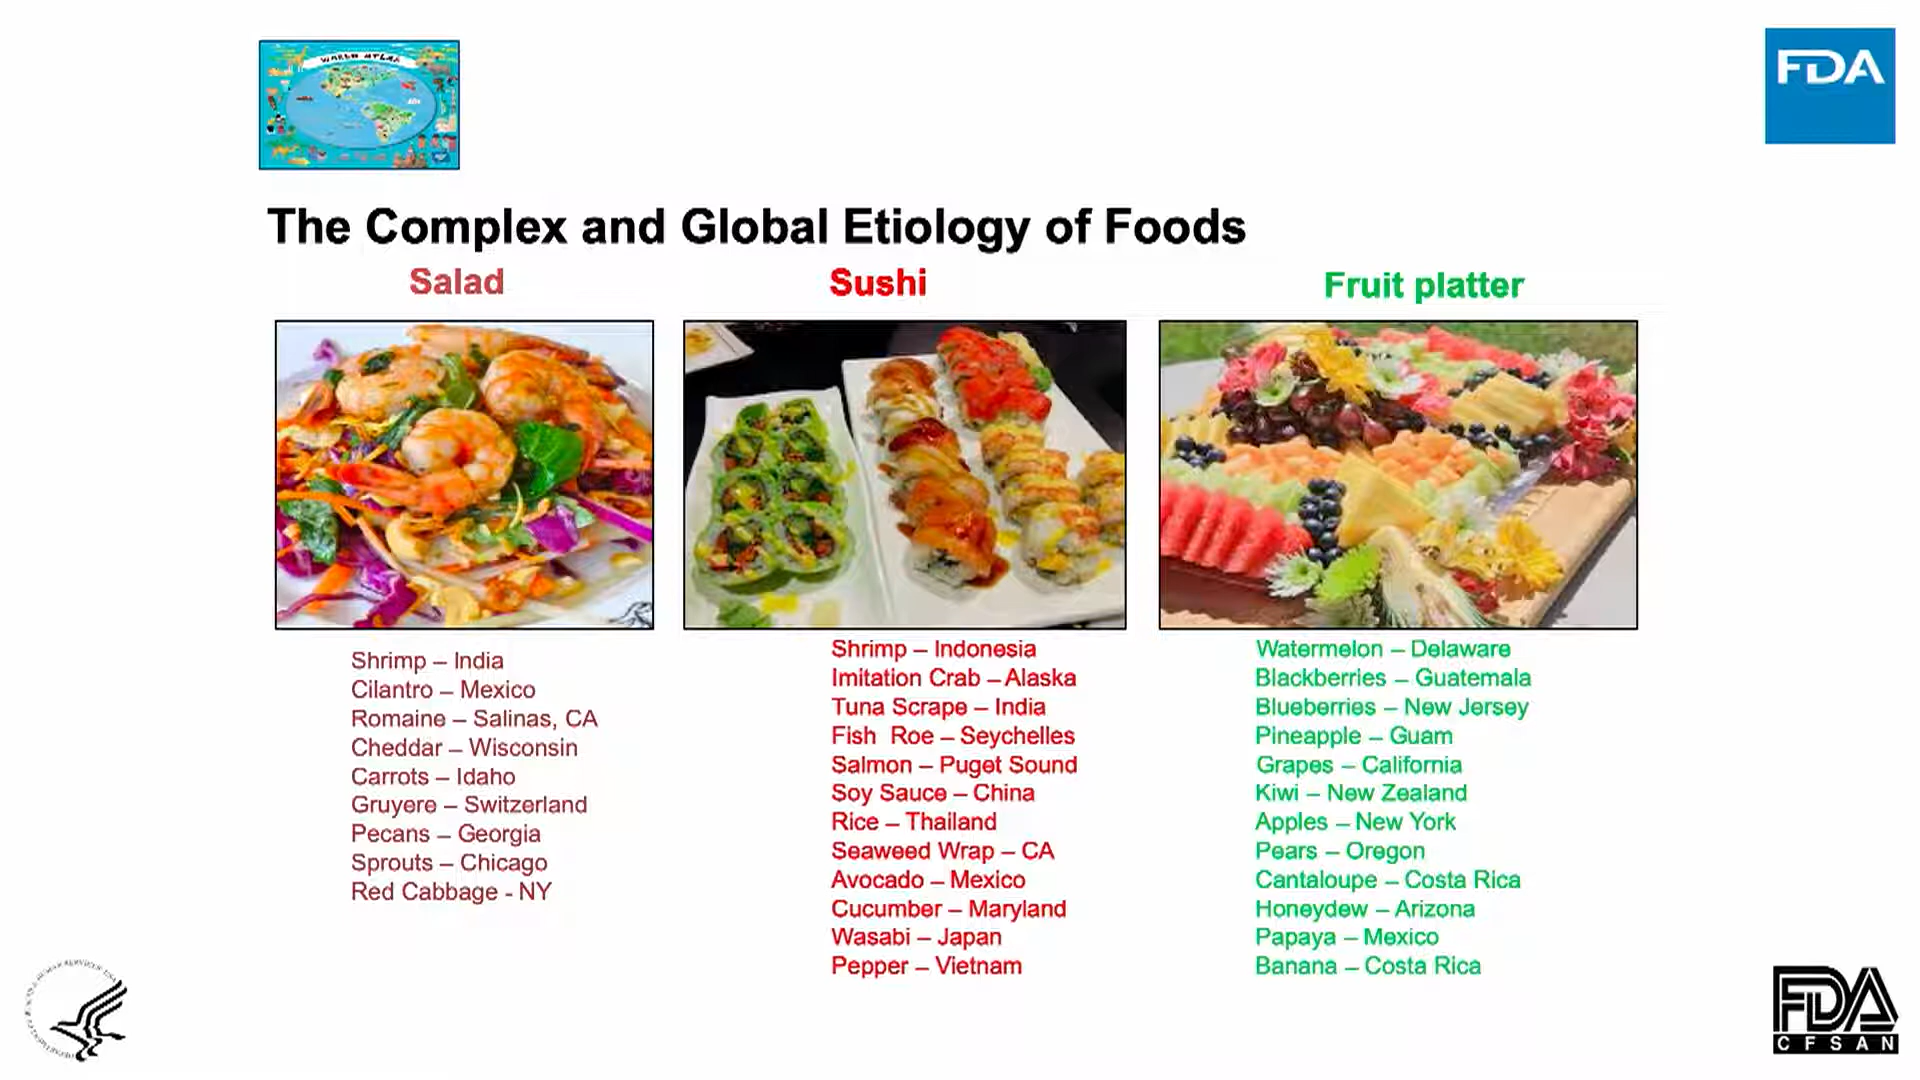 WORLD ATLAS
FDA
The Complex and Global Etiology of Foods
Salad
Sushi
Fruit platter
Shrimp – India
Cilantro – Mexico
Romaine – Salinas, CA
Cheddar – Wisconsin
Carrots – Idaho
Gruyere – Switzerland
Pecans – Georgia
Sprouts – Chicago
Red Cabbage - NY
Shrimp – Indonesia
Imitation Crab – Alaska
Tuna Scrape – India
Fish  Roe – Seychelles
Salmon – Puget Sound
Soy Sauce – China
Rice – Thailand
Seaweed Wrap – CA
Avocado – Mexico
Cucumber – Maryland
Wasabi – Japan
Pepper – Vietnam
Watermelon – Delaware
Blackberries – Guatemala
Blueberries – New Jersey
Pineapple – Guam
Grapes – California
Kiwi – New Zealand
Apples – New York
Pears – Oregon
Cantaloupe – Costa Rica
Honeydew – Arizona
Papaya – Mexico
Banana – Costa Rica
FDA
CFSAN